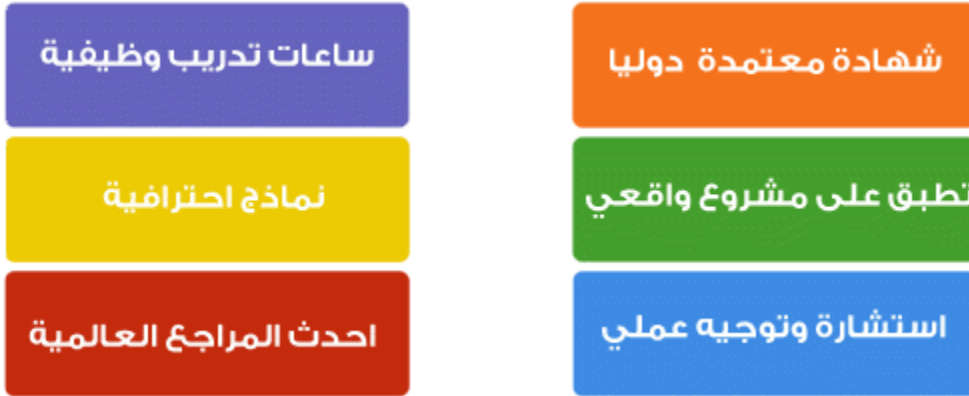 شهادة معتمدة دوليا
ساعات تدريب وظيفية
تطبق على مشروع واقعي
نماذج احترافية
استشارة وتوجيه عملي
احدث المراجع العالمية